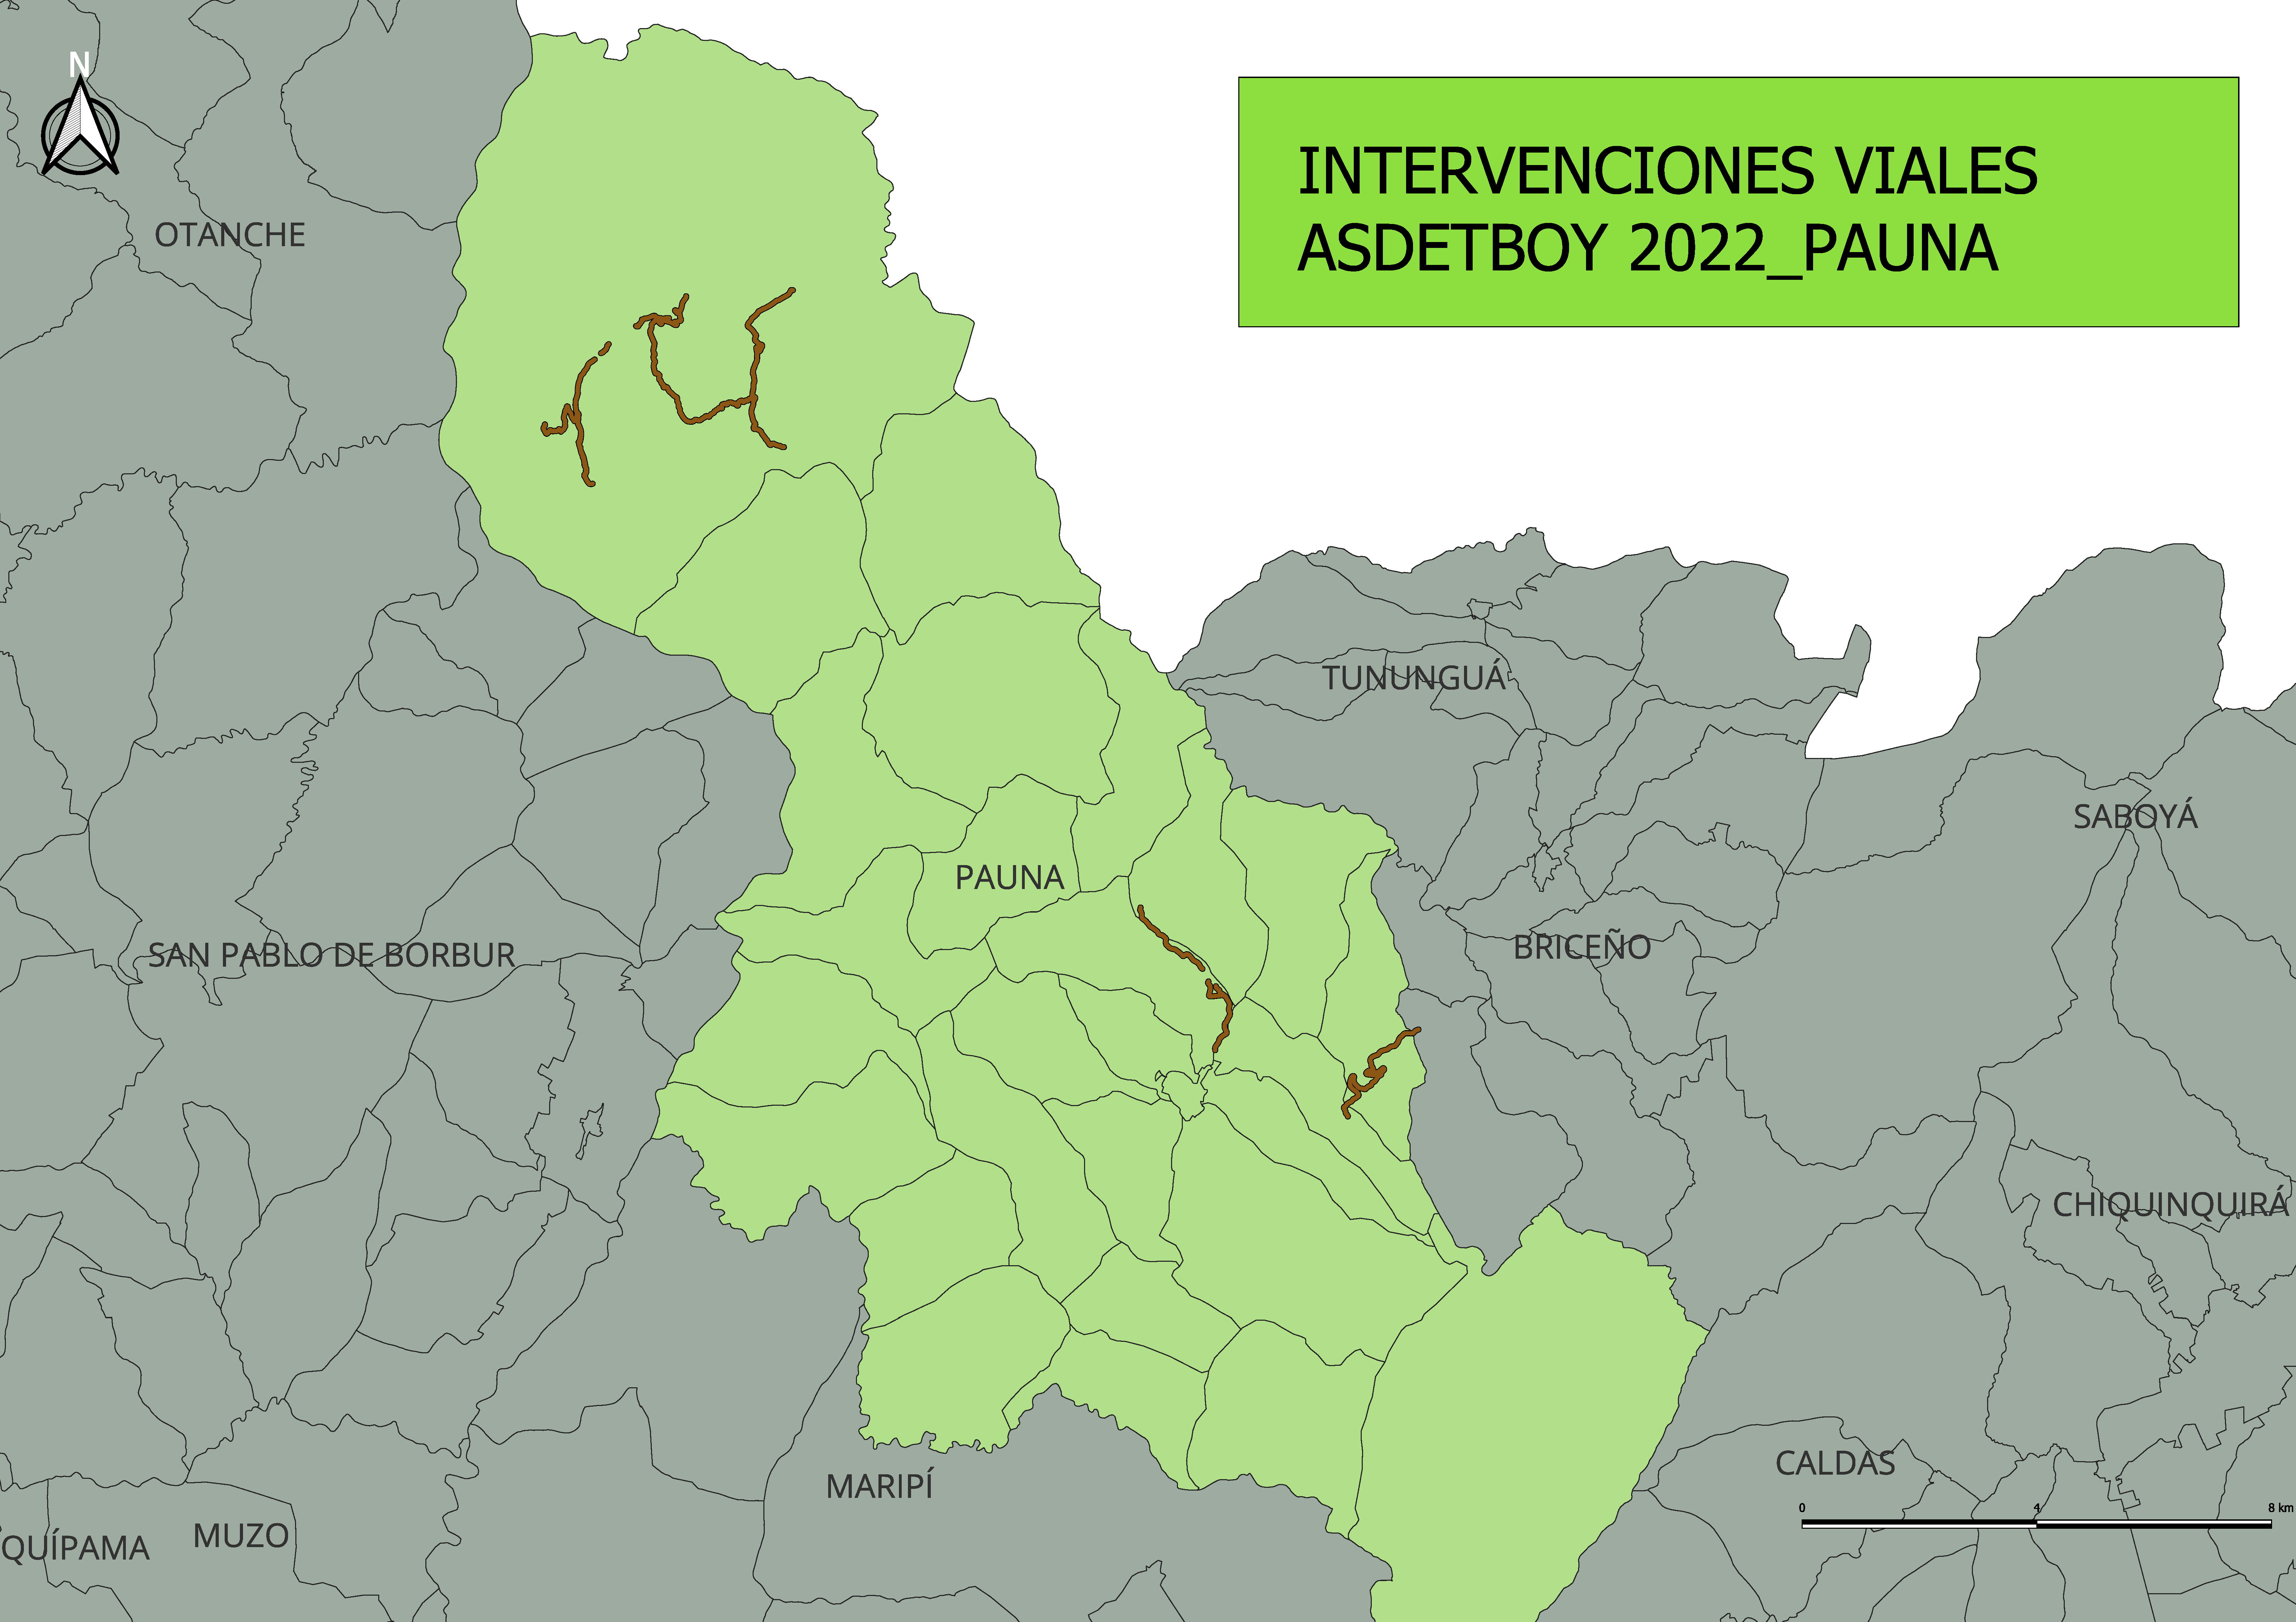 N
INTERVENCIONES VIALES
ASDETBOY 2022_PAUNA
OTANCHE
TUNUNGUÁ
SABOYÁ
PAUNA
BRICEÑO
SAN PABLO DE BORBUR
CHIQUINQUIRÁ
CALDAS
MARIPÍ
0 4 8 km
MUZO
QUÍPAMA